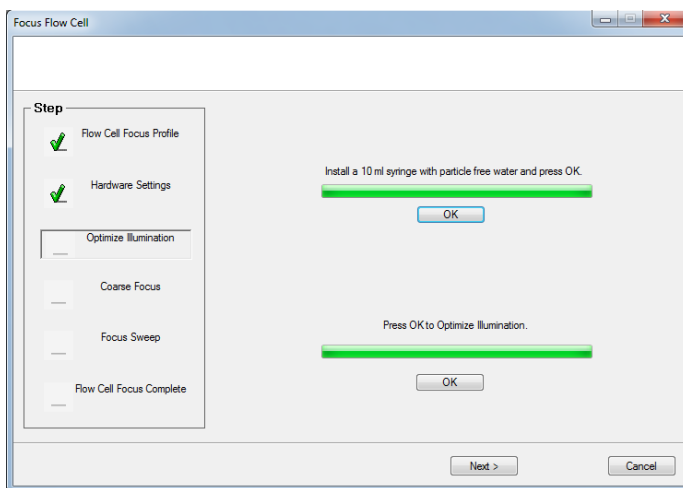 Focus Flow Cell
Step
Flow Cell Focus Profile
Hardware Settings
Optimize Illumination
Coarse Focus
Focus Sweep
Flow Cell Focus Complete
Install a 10 ml syringe with particle free water and press OK.
OK
Press OK to Optimize Illumination.
OK
Next >
Cancel